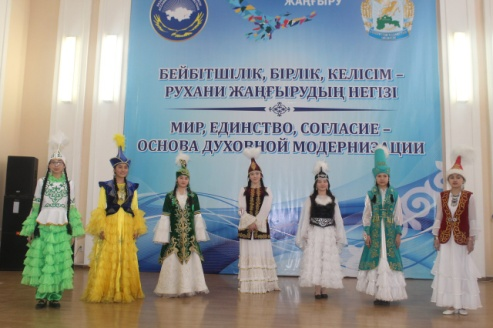 ЖАҢҒЫРУ
БЕЙБІТШІЛІК, БІРЛІК, КЕЛІСІМ –
РУХАНИ ЖАҢҒЫРУДЫҢ НЕГІЗІ
МИР, ЕДИНСТВО, СОГЛАСИЕ –
ОСНОВА ДУХОВНОЙ МОДЕРНИЗАЦИИ